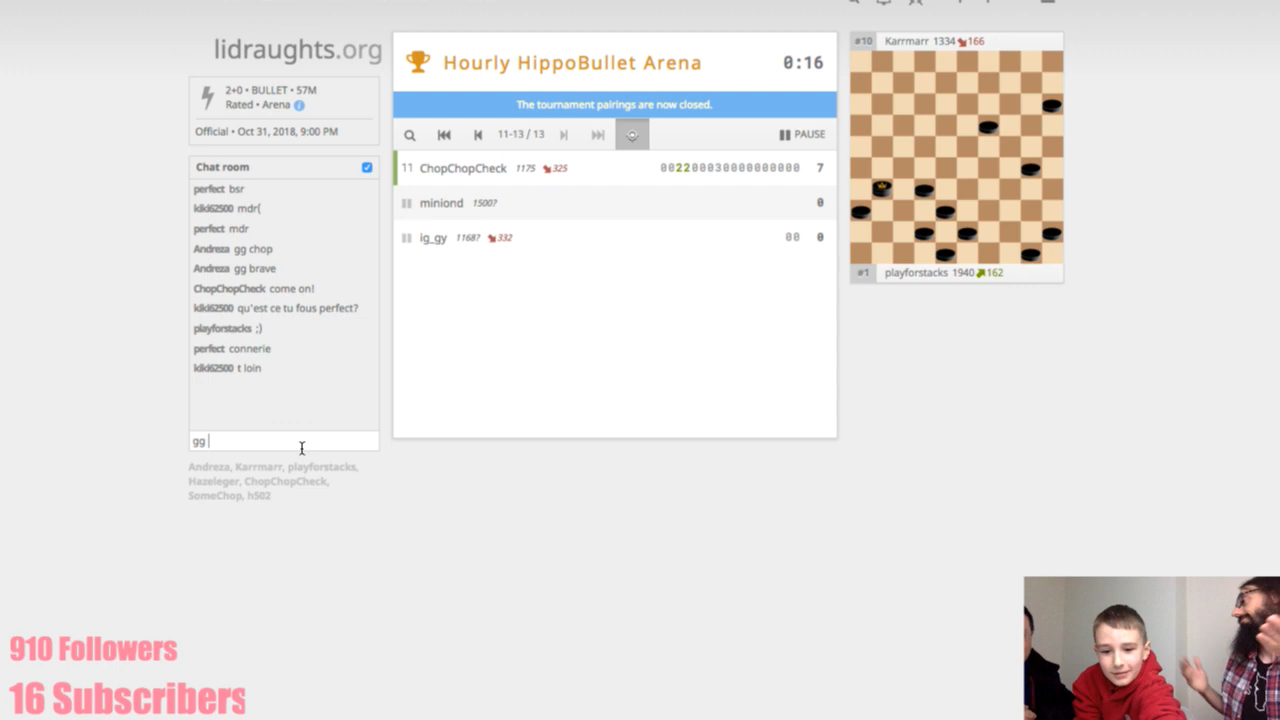 lidraughts.org
2+0 • BULLET • 57M
Rated • Arena
Official • Oct 31, 2018, 9:00 PM
Chat room
perfect bsr
kiki62500 mdr(
perfect mdr
Andreza gg chop
Andreza gg brave
ChopChopCheck come on!
kiki62500 qu'est ce tu fous perfect?
playforstacks ;)
perfect connerie
kiki62500 t loin
gg
Andreza, Karrmarr, playforstacks,
Hazeleger, ChopChopCheck,
SomeChop, h502
Hourly HippoBullet Arena 0:16
The tournament pairings are now closed.
11-13 / 13 PAUSE
11 ChopChopCheck 1175 325 00220003000000000 7
miniond 1500? 0
ig_gy 1168? 332 00 0
#10 Karrmarr 1334 166
#1 playforstacks 1940 162
910 Followers
16 Subscribers